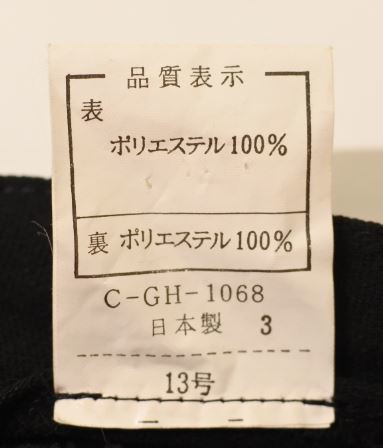 品質表示
表
ポリエステル100%
裏 ポリエステル100%
C-GH-1068
日本製 3
13号